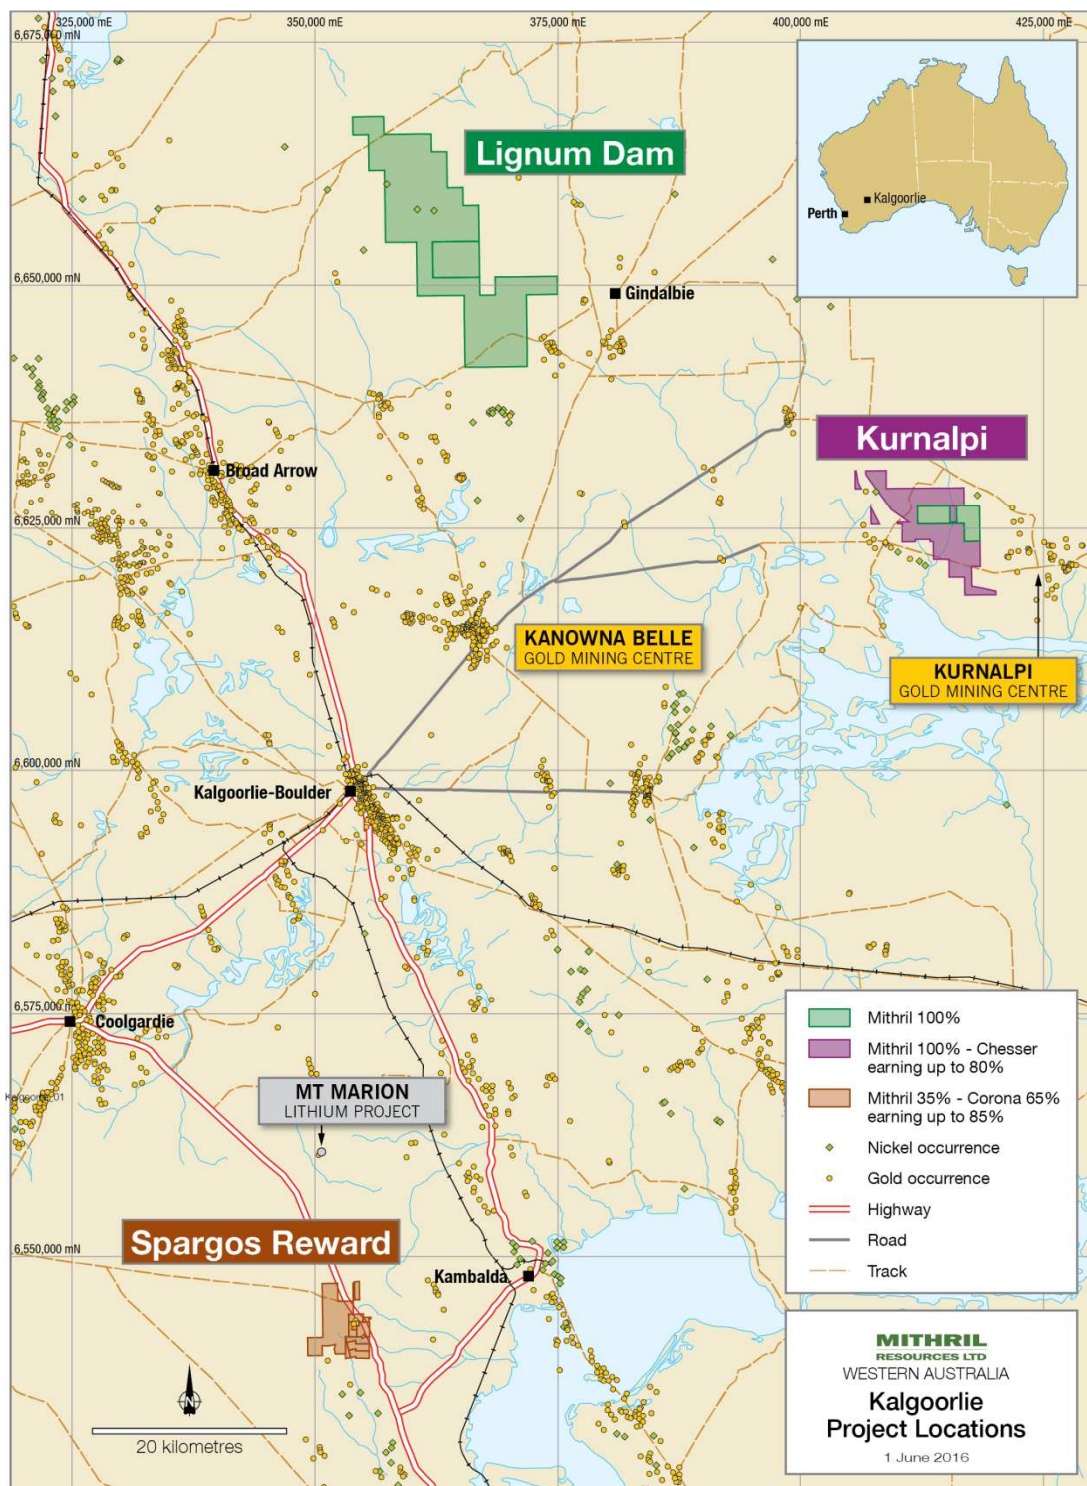 325,000 mE
350,000 mE
375,000 mE
400,000 mE
425,000 mE
6,675,000 mN
Lignum Dam
Kalgoorlie
Perth
6,650,000 mN
Gindalbie
Kurnalpi
Broad Arrow
6,625,000 mN
KANOWNA BELLE
GOLD MINING CENTRE
KURNALPI
GOLD MINING CENTRE
6,600,000 mN
Kalgoorlie-Boulder
6,575,000 m
Coolgardie
MT MARION
LITHIUM PROJECT
Spargos Reward
6,550,000 mN
Kambalda
20 kilometres
Mithril 100%
Mithril 100% - Chesser
earning up to 80%
Mithril 35% - Corona 65%
earning up to 85%
Nickel occurrence
Gold occurrence
Highway
Road
Track
MITHRIL
RESOURCES LTD
WESTERN AUSTRALIA
Kalgoorlie
Project Locations
1 June 2016